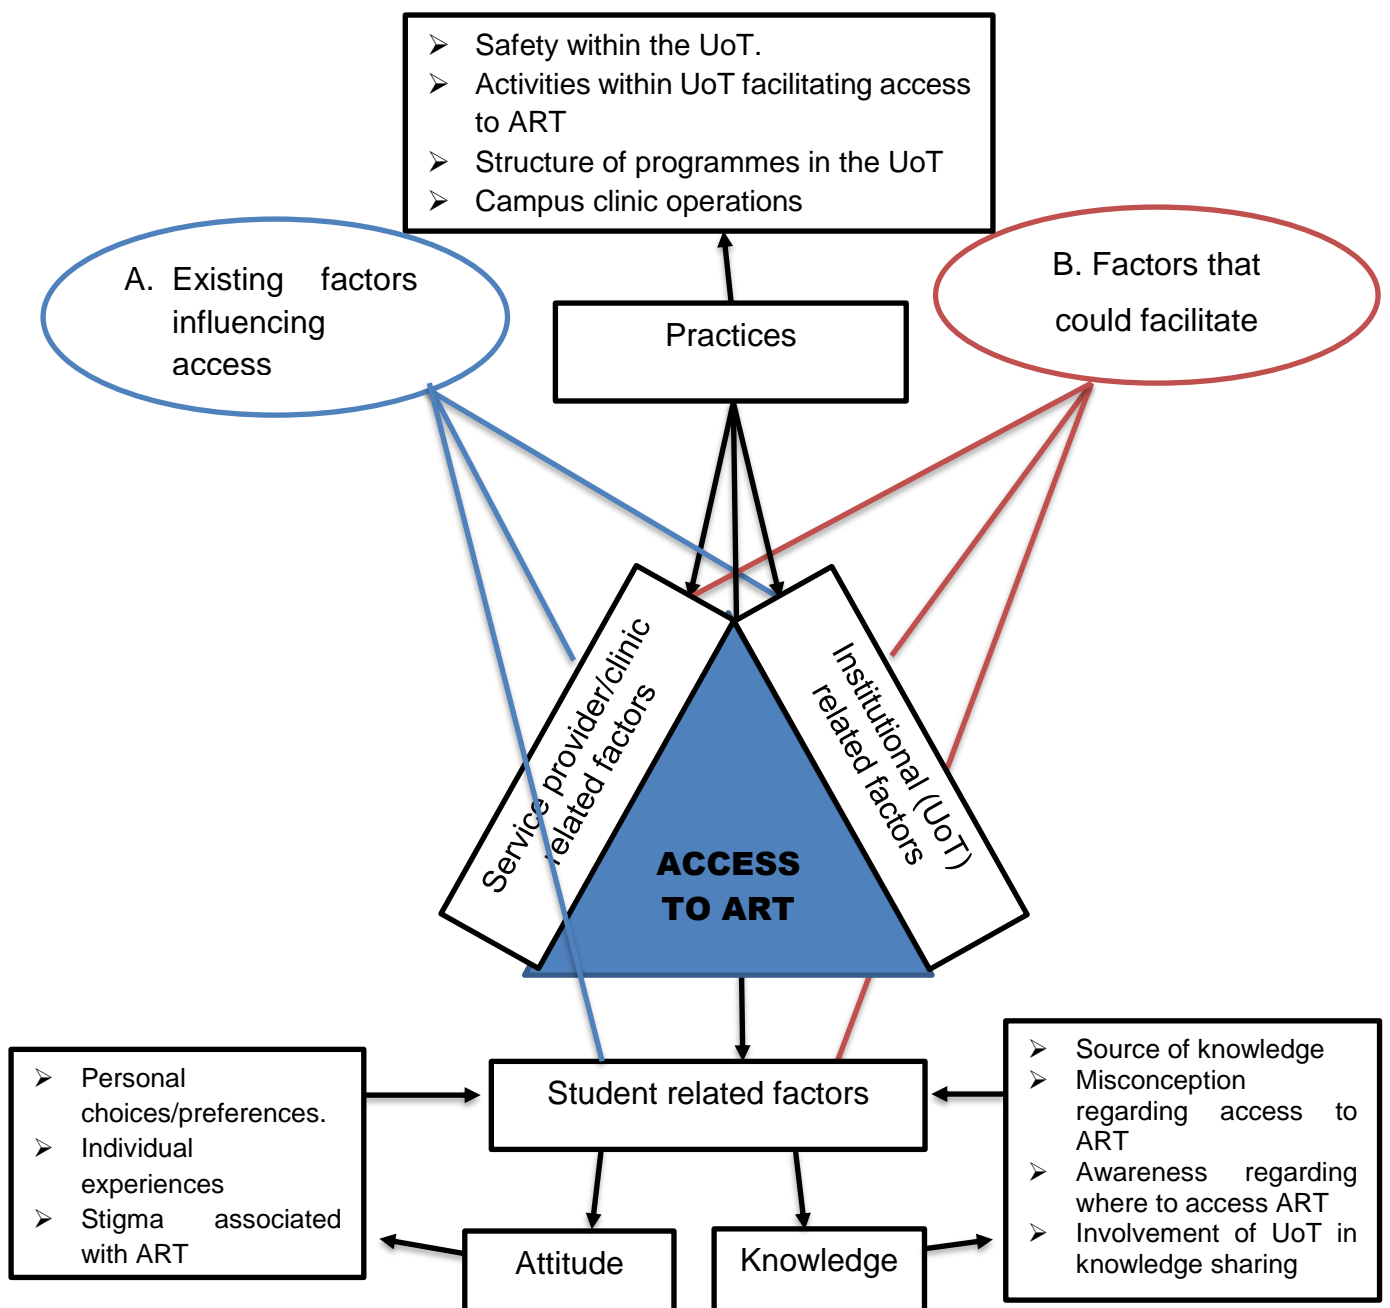 ➢ Safety within the UoT.
➢ Activities within UoT facilitating access
to ART
➢ Structure of programmes in the UoT
➢ Campus clinic operations
A. Existing factors
influencing
access
B. Factors that
could facilitate
Practices
Service provider/clinic
related factors
Institutional (UoT)
related factors
ACCESS
TO ART
Student related factors
➢ Personal
choices/preferences.
➢ Individual
experiences
➢ Stigma associated
with ART
➢ Source of knowledge
➢ Misconception
regarding access to
ART
➢ Awareness regarding
where to access ART
➢ Involvement of UoT in
knowledge sharing
Attitude
Knowledge